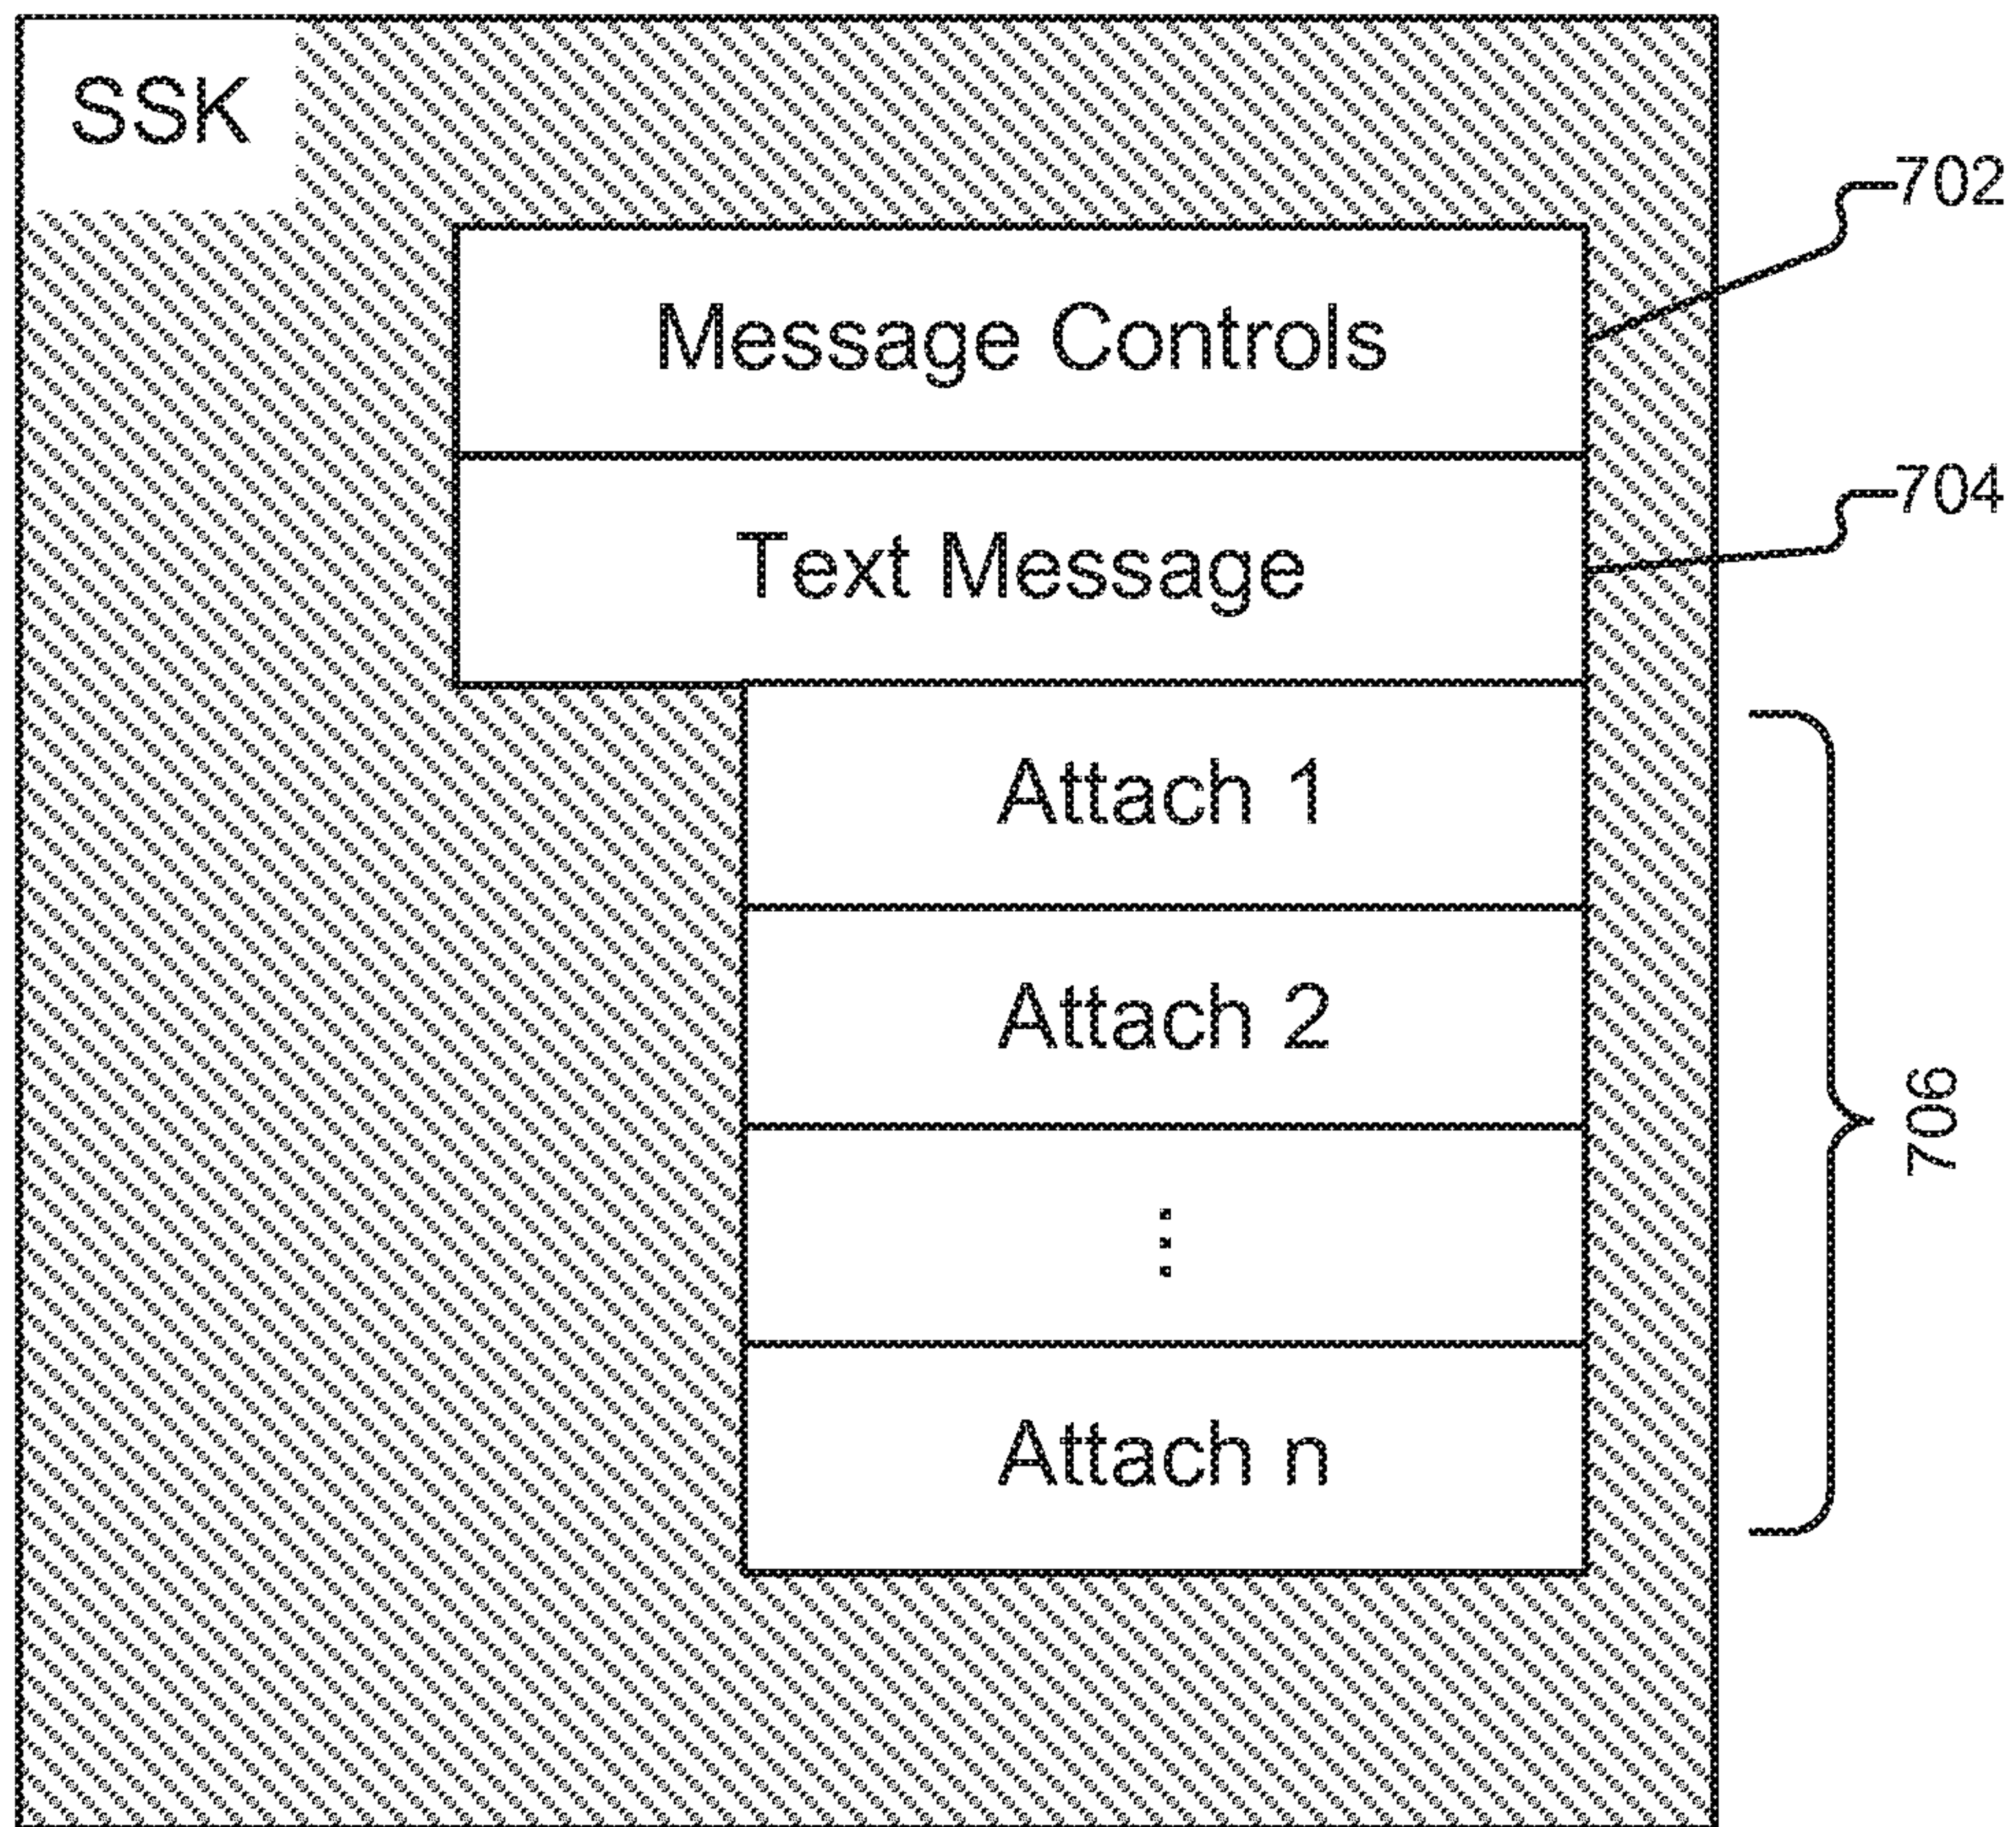 SSK
702
Message Controls
704
Text Message
Attach 1
Attach 2
706
⋮
Attach n